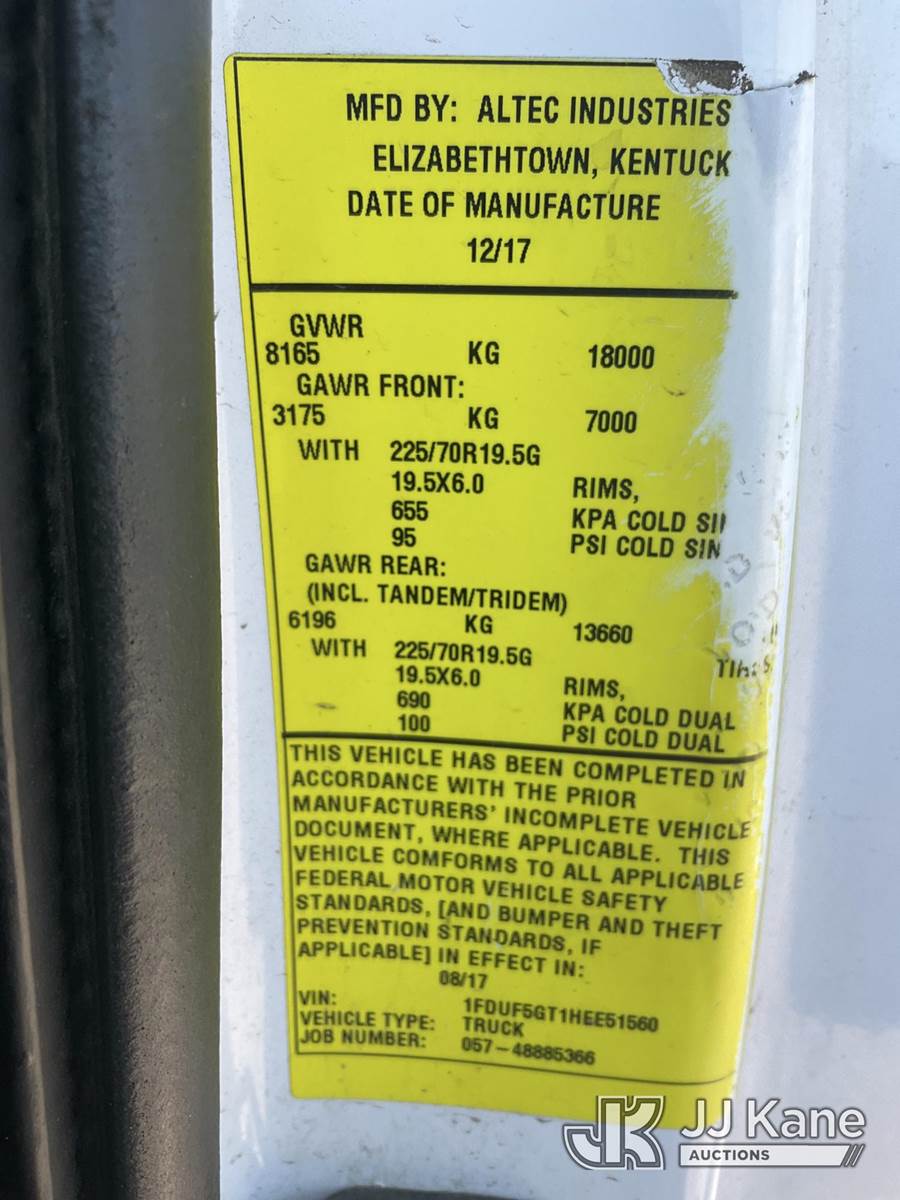 MFD BY: ALTEC INDUSTRIES
ELIZABETHTOWN, KENTUCK
DATE OF MANUFACTURE
12/17
GVWR
8165 KG 18000
GAWR FRONT:
3175 KG 7000
WITH 225/70R19.5G
19.5X6.0 RIMS,
655 KPA COLD
95 PSI COLD SIN
GAWR REAR:
(INCL. TANDEM/TRIDEM)
6196 KG 13660
WITH 225/70R19.5G
19.5X6.0 RIMS,
690 KPA COLD DUAL
100 PSI COLD DUAL
THIS VEHICLE HAS BEEN COMPLETED IN
ACCORDANCE WITH THE PRIOR
MANUFACTURERS' INCOMPLETE VEHICLE
DOCUMENT, WHERE APPLICABLE. THIS
VEHICLE COMFORMS TO ALL APPLICABLE
FEDERAL MOTOR VEHICLE SAFETY
STANDARDS, [AND BUMPER AND THEFT
PREVENTION STANDARDS, IF
APPLICABLE] IN EFFECT IN:
08/17
VIN: 1FDUF5GT1HEE51560
VEHICLE TYPE: TRUCK
JOB NUMBER: 057-48885366
JK JJ Kane
AUCTIONS